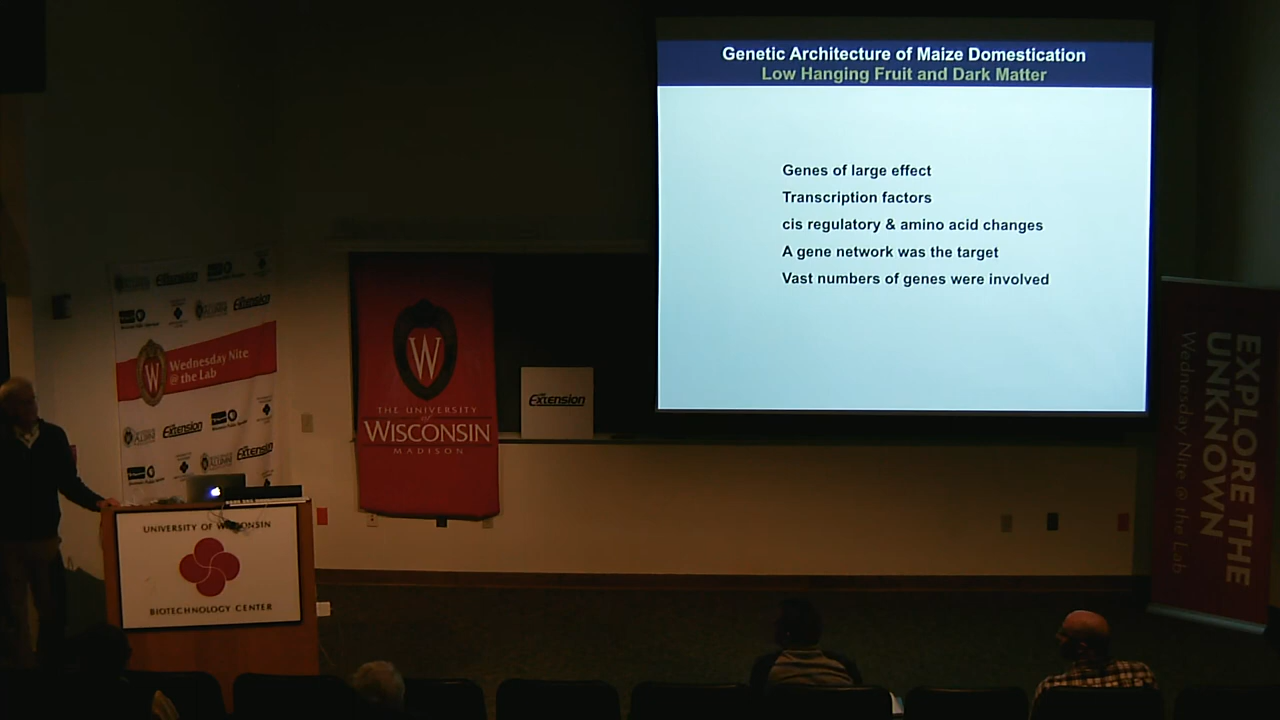 Genetic Architecture of Maize Domestication
Low Hanging Fruit and Dark Matter
Genes of large effect
Transcription factors
cis regulatory & amino acid changes
A gene network was the target
Vast numbers of genes were involved
Extension
Extension
Wednesday Nite
@ the Lab
W
Extension
Extension
W
THE UNIVERSITY
of
WISCONSIN
MADISON
Extension
UNIVERSITY OF WISCONSIN
BIOTECHNOLOGY CENTER
EXPLORE THE
UNKNOWN
Wednesday Nite @ the Lab